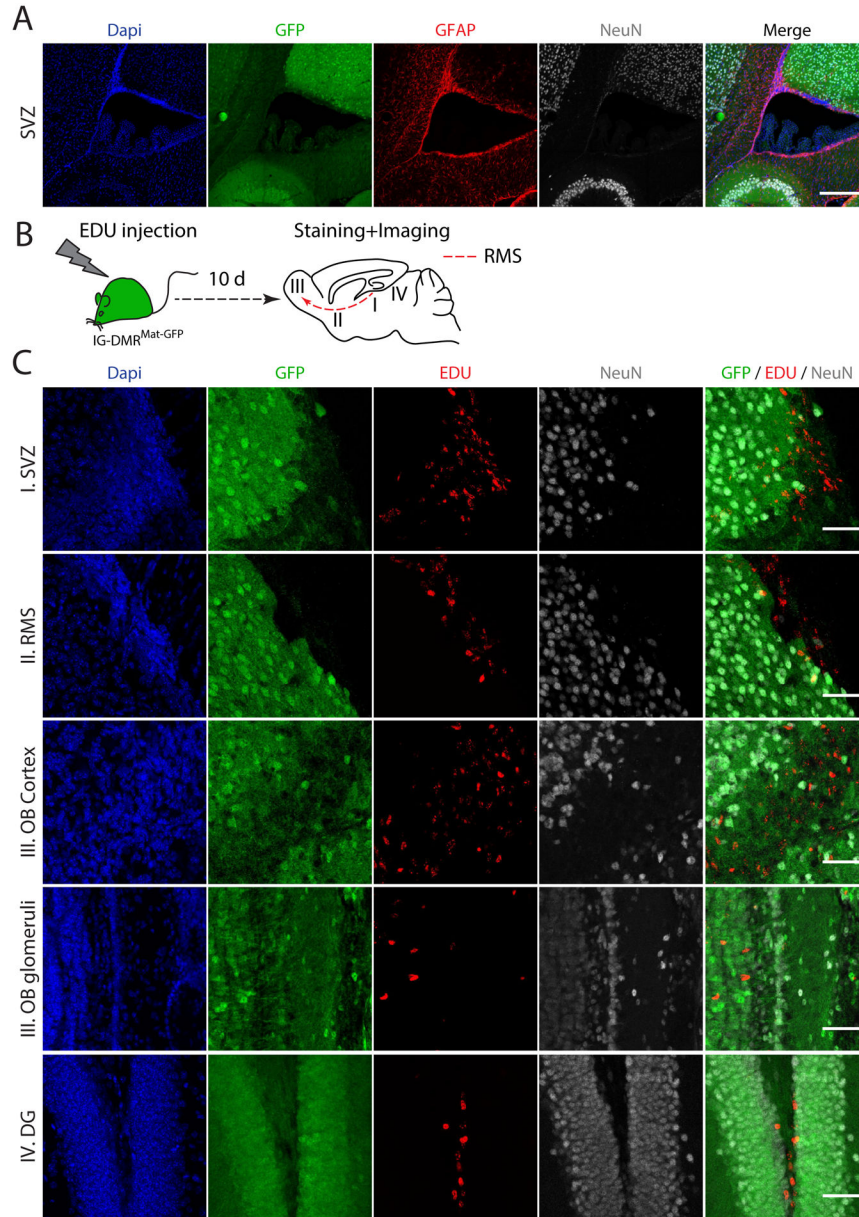 A
Dapi
GFP
GFAP
NeuN
Merge
SVZ
B
EDU injection
Staining+Imaging
RMS
10 d
III
II
I
IV
IG-DMR^Mat-GFP
C
Dapi
GFP
EDU
NeuN
GFP / EDU / NeuN
I. SVZ
II. RMS
III. OB Cortex
III. OB glomeruli
IV. DG